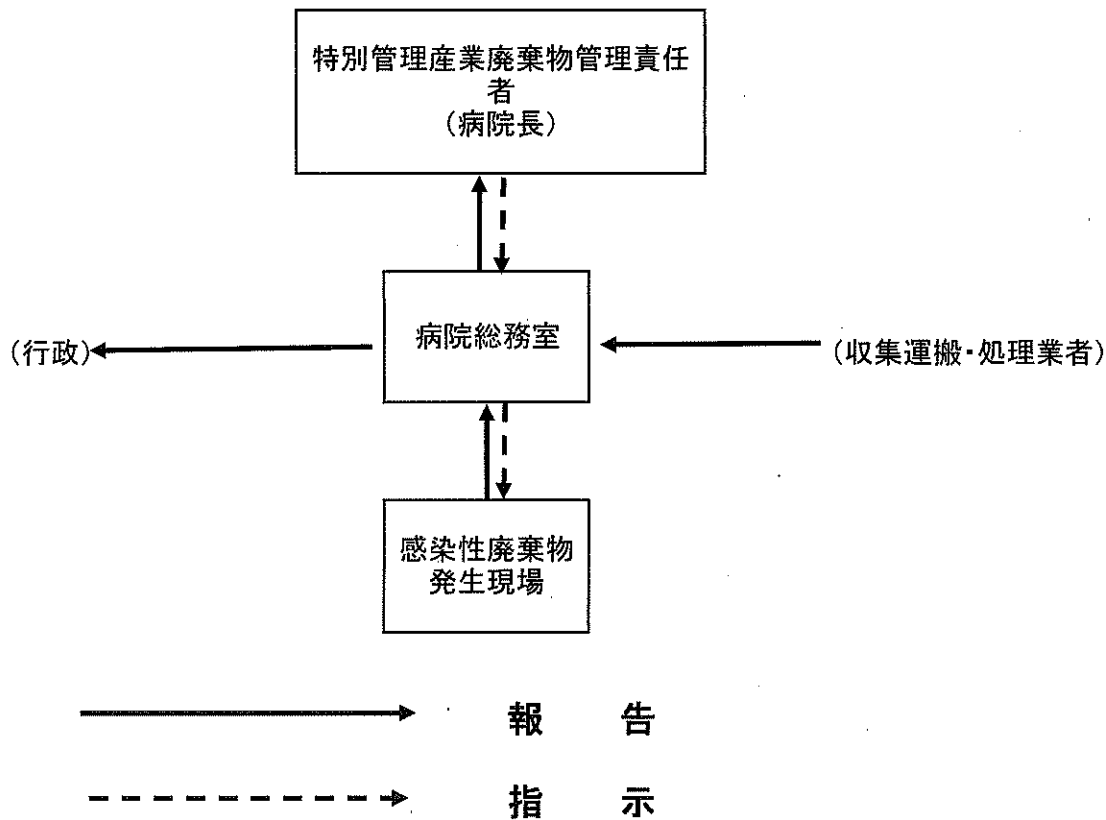 特別管理産業廃棄物管理責任
者
(病院長)
病院総務室
(行政)
(収集運搬・処理業者)
感染性廃棄物
発生現場
報　告
指　示